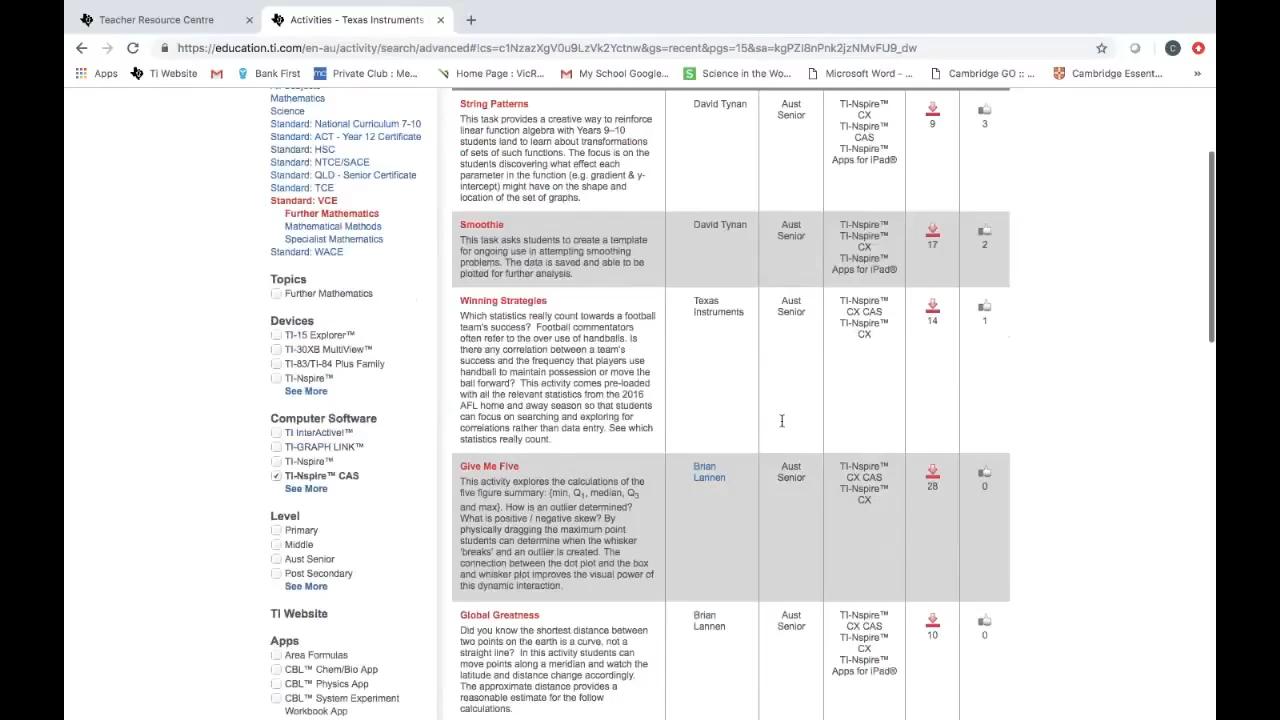 Teacher Resource Centre
Activities - Texas Instruments
https://education.ti.com/en-au/activity/search/advanced#!cs=c1NzazXgV0u9LzVk2Yctnw&gs=recent&pgs=15&sa=kgPZI8nPnk2jzNMvFU9_dw
C
Apps
TI Website
Bank First
Private Club : Me...
Home Page : VicR...
My School Google...
Science in the Wo...
Microsoft Word - ...
Cambridge GO :: ...
Cambridge Essent...
»
Mathematics
Science
Standard: National Curriculum 7-10
Standard: ACT - Year 12 Certificate
Standard: HSC
Standard: NTCE/SACE
Standard: QLD - Senior Certificate
Standard: TCE
Standard: VCE
Further Mathematics
Mathematical Methods
Specialist Mathematics
Standard: WACE
Topics
Further Mathematics
Devices
TI-15 Explorer™
TI-30XB MultiView™
TI-83/TI-84 Plus Family
TI-Nspire™
See More
Computer Software
TI InterActive!™
TI-GRAPH LINK™
TI-Nspire™
TI-Nspire™ CAS
See More
Level
Primary
Middle
Aust Senior
Post Secondary
See More
TI Website
Apps
Area Formulas
CBL™ Chem/Bio App
CBL™ Physics App
CBL™ System Experiment
Workbook App
String Patterns
This task provides a creative way to reinforce
linear function algebra with Years 9–10
students land to learn about transformations
of sets of such functions. The focus is on the
students discovering what effect each
parameter in the function (e.g. gradient & y-
intercept) might have on the shape and
location of the set of graphs.
David Tynan
Aust
Senior
TI-Nspire™
CX
TI-Nspire™
CAS
TI-Nspire™
Apps for iPad®
9
3
Smoothie
This task asks students to create a template
for ongoing use in attempting smoothing
problems. The data is saved and able to be
plotted for further analysis.
David Tynan
Aust
Senior
TI-Nspire™
TI-Nspire™
CX
TI-Nspire™
Apps for iPad®
17
2
Winning Strategies
Which statistics really count towards a football
team's success? Football commentators
often refer to the over use of handballs. Is
there any correlation between a team's
success and the frequency that players use
handball to maintain possession or move the
ball forward? This activity comes pre-loaded
with all the relevant statistics from the 2016
AFL home and away season so that students
can focus on searching and exploring for
correlations rather than data entry. See which
statistics really count.
Texas
Instruments
Aust
Senior
TI-Nspire™
CX CAS
TI-Nspire™
CX
14
1
Give Me Five
This activity explores the calculations of the
five figure summary: {min, Q1, median, Q3
and max}. How is an outlier determined?
What is positive / negative skew? By
physically dragging the maximum point
students can determine when the whisker
'breaks' and an outlier is created. The
connection between the dot plot and the box
and whisker plot improves the visual power of
this dynamic interaction.
Brian
Lannen
Aust
Senior
TI-Nspire™
CX CAS
TI-Nspire™
CX
28
0
Global Greatness
Did you know the shortest distance between
two points on the earth is a curve, not a
straight line? In this activity students can
move points along a meridian and watch the
latitude and distance change accordingly.
The approximate distance provides a
reasonable estimate for the follow
calculations.
Brian
Lannen
Aust
Senior
TI-Nspire™
CX CAS
TI-Nspire™
CX
TI-Nspire™
Apps for iPad®
10
0